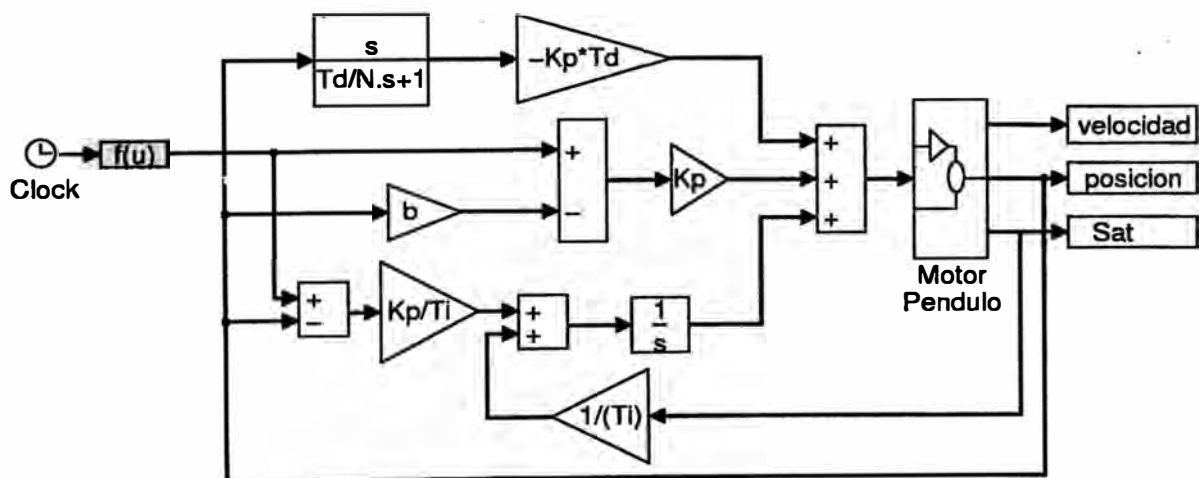 s
Td/N.s+1
−Kp*Td
Clock
f(u)
+
−
b
Kp
+
+
+
velocidad
posicion
Sat
Motor
Pendulo
+
−
Kp/Ti
+
+
1
s
1/(Ti)